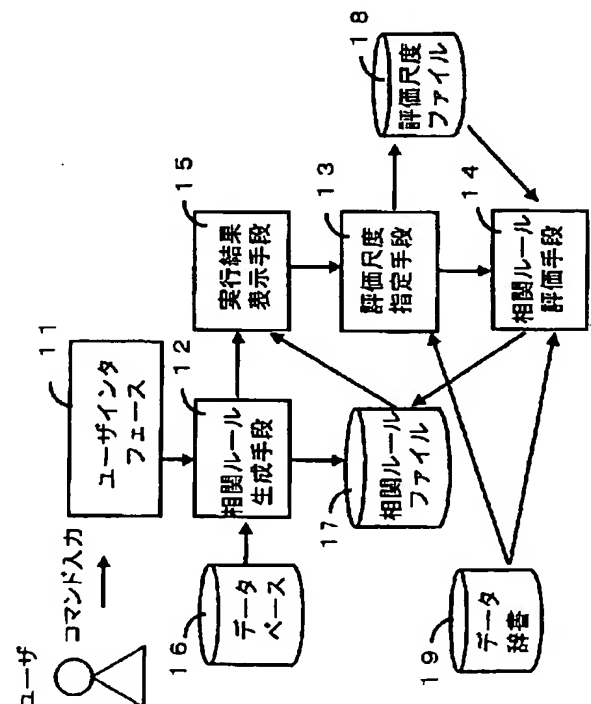 ユーザ
コマンド入力
11
ユーザインタ
フェース
16
データ
ベース
12
相関ルール
生成手段
15
実行結果
表示手段
17
相関ルール
ファイル
13
評価尺度
指定手段
18
評価尺度
ファイル
19
データ
辞書
14
相関ルール
評価手段